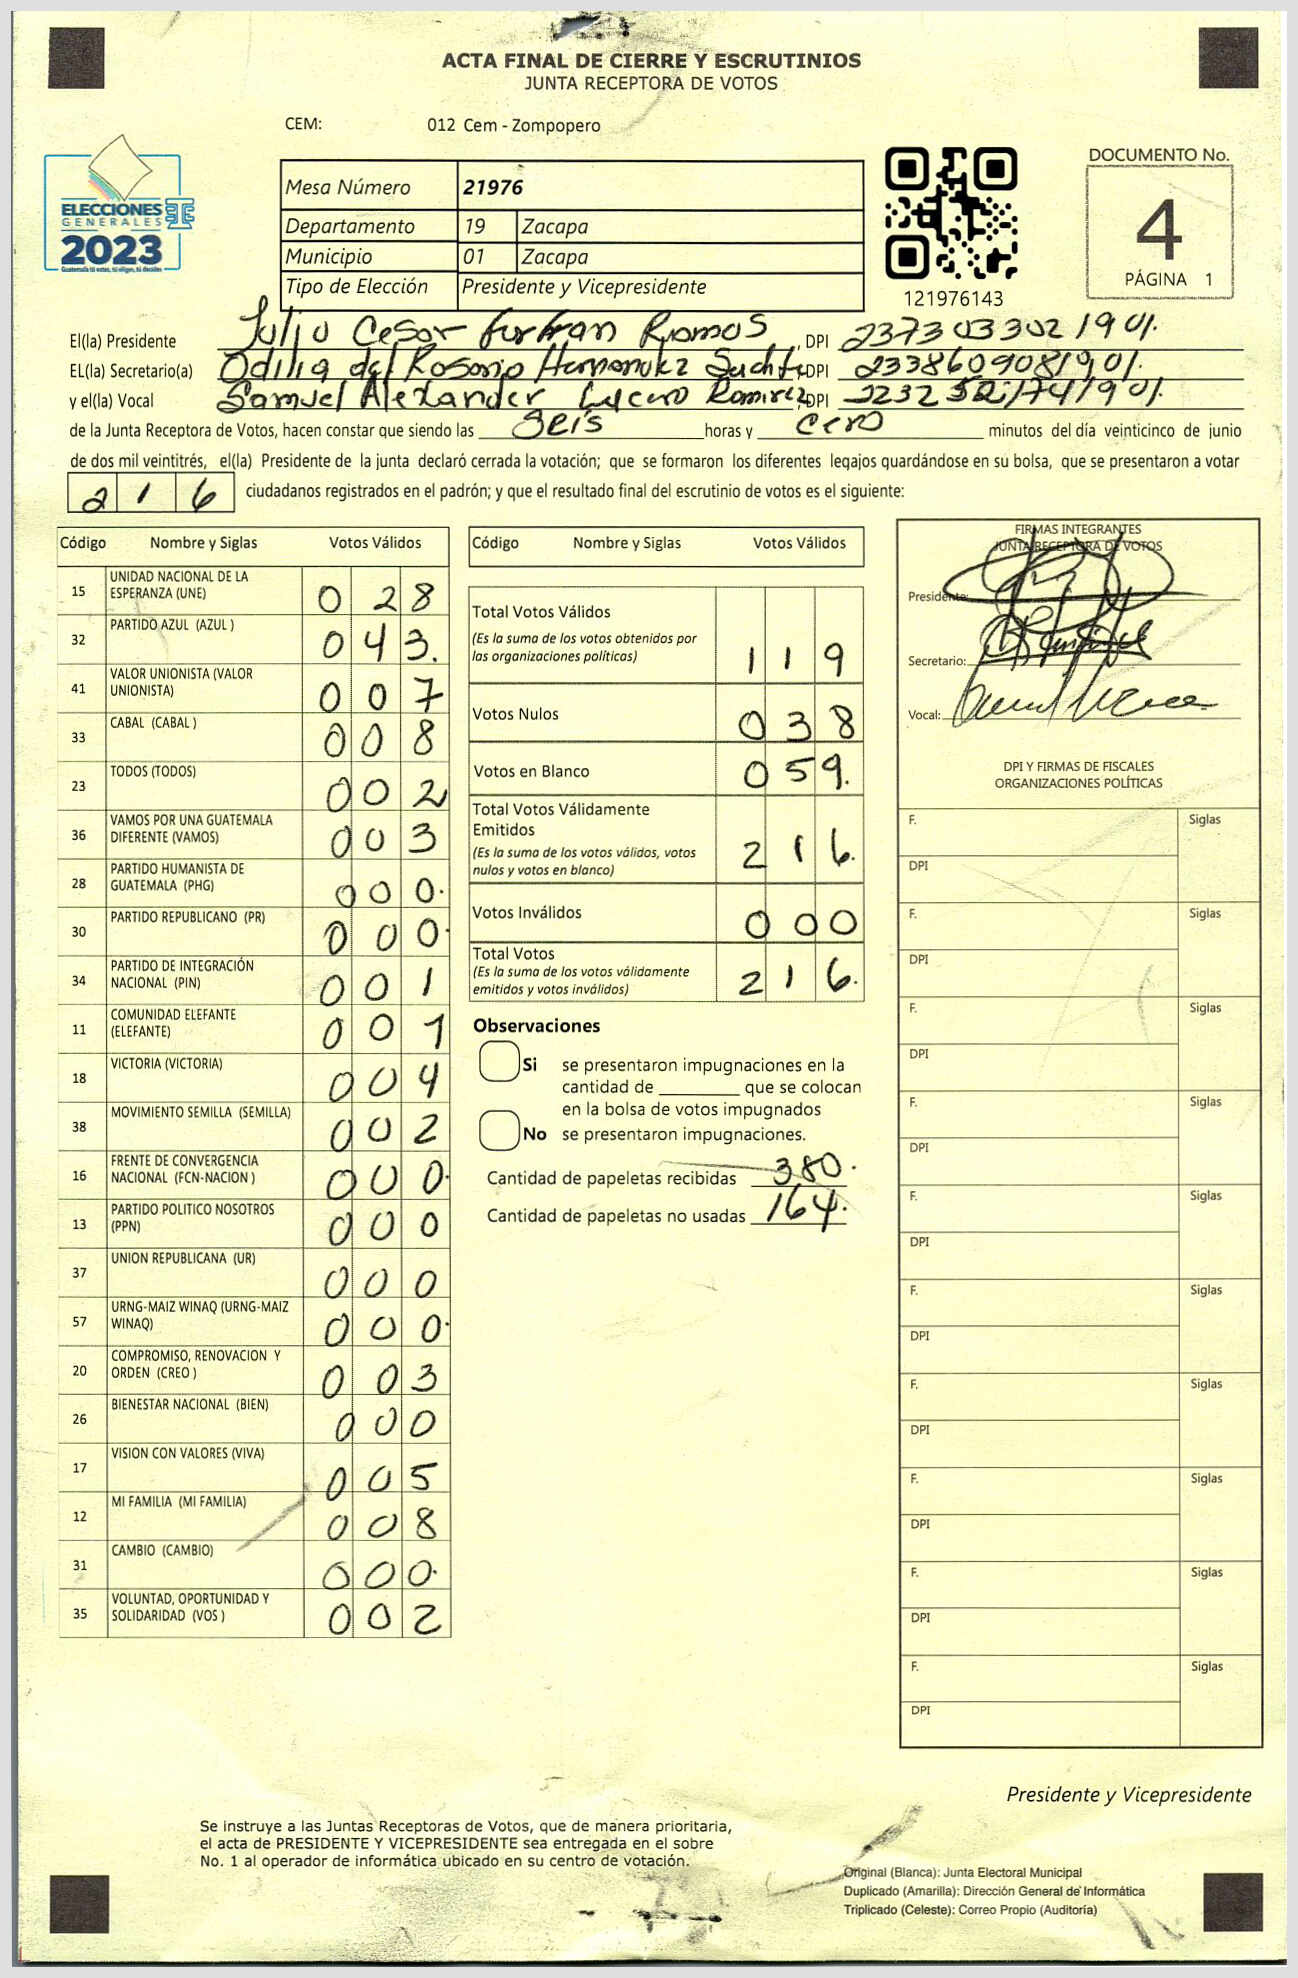 ACTA FINAL DE CIERRE Y ESCRUTINIOS
JUNTA RECEPTORA DE VOTOS
CEM: 012 Cem - Zompopero
ELECCIONES
GENERALES
2023
Guatemala tú estas, tú eligen, tú decides
Mesa Número 21976
Departamento 19 Zacapa
Municipio 01 Zacapa
Tipo de Elección Presidente y Vicepresidente
121976143
DOCUMENTO No.
4
PÁGINA 1
El(la) Presidente Julio Cesar Ramos , DPI 2373033021901.
EL(la) Secretario(a) Odilia del Rosario , DPI 2338609081901.
y el(la) Vocal Samuel Alexander Lucero Ramirez , DPI
de la Junta Receptora de Votos, hacen constar que siendo las seis horas y cero minutos del día veinticinco de junio
de dos mil veintitrés, el(la) Presidente de la junta declaró cerrada la votación; que se formaron los diferentes legajos guardándose en su bolsa, que se presentaron a votar
216 ciudadanos registrados en el padrón; y que el resultado final del escrutinio de votos es el siguiente:
Código Nombre y Siglas Votos Válidos
15 UNIDAD NACIONAL DE LA ESPERANZA (UNE) 0 2 8
32 PARTIDO AZUL (AZUL ) 0 4 3.
41 VALOR UNIONISTA (VALOR UNIONISTA) 0 0 7
33 CABAL (CABAL ) 0 0 8
23 TODOS (TODOS) 0 0 2
36 VAMOS POR UNA GUATEMALA DIFERENTE (VAMOS) 0 0 3
28 PARTIDO HUMANISTA DE GUATEMALA (PHG) 0 0 0.
30 PARTIDO REPUBLICANO (PR) 0 0 0.
34 PARTIDO DE INTEGRACIÓN NACIONAL (PIN) 0 0 1
11 COMUNIDAD ELEFANTE (ELEFANTE) 0 0 1
18 VICTORIA (VICTORIA) 0 0 4
38 MOVIMIENTO SEMILLA (SEMILLA) 0 0 2
16 FRENTE DE CONVERGENCIA NACIONAL (FCN-NACION ) 0 0 0.
13 PARTIDO POLITICO NOSOTROS (PPN) 0 0 0
37 UNION REPUBLICANA (UR) 0 0 0
57 URNG-MAIZ WINAQ (URNG-MAIZ WINAQ) 0 0 0.
20 COMPROMISO, RENOVACION Y ORDEN (CREO ) 0 0 3
26 BIENESTAR NACIONAL (BIEN) 0 0 0
17 VISION CON VALORES (VIVA) 0 0 5
12 MI FAMILIA (MI FAMILIA) 0 0 8
31 CAMBIO (CAMBIO) 0 0 0.
35 VOLUNTAD, OPORTUNIDAD Y SOLIDARIDAD (VOS ) 0 0 2
Código Nombre y Siglas Votos Válidos
Total Votos Válidos
(Es la suma de los votos obtenidos por
las organizaciones políticas) 1 1 9
Votos Nulos 0 3 8
Votos en Blanco 0 5 9.
Total Votos Válidamente
Emitidos
(Es la suma de los votos válidos, votos
nulos y votos en blanco) 2 1 6.
Votos Inválidos 0 0 0
Total Votos
(Es la suma de los votos válidamente
emitidos y votos inválidos) 2 1 6.
Observaciones
Si se presentaron impugnaciones en la
cantidad de ________ que se colocan
en la bolsa de votos impugnados
No se presentaron impugnaciones.
Cantidad de papeletas recibidas 380.
Cantidad de papeletas no usadas 164.
FIRMAS INTEGRANTES
JUNTA RECEPTORA DE VOTOS
Presidente:
Secretario:
Vocal:
DPI Y FIRMAS DE FISCALES
ORGANIZACIONES POLÍTICAS
F. Siglas
DPI
F. Siglas
DPI
F. Siglas
DPI
F. Siglas
DPI
F. Siglas
DPI
F. Siglas
DPI
F. Siglas
DPI
F. Siglas
DPI
F. Siglas
DPI
F. Siglas
DPI
Presidente y Vicepresidente
Se instruye a las Juntas Receptoras de Votos, que de manera prioritaria,
el acta de PRESIDENTE Y VICEPRESIDENTE sea entregada en el sobre
No. 1 al operador de informática ubicado en su centro de votación.
Original (Blanca): Junta Electoral Municipal
Duplicado (Amarilla): Dirección General de Informática
Triplicado (Celeste): Correo Propio (Auditoría)